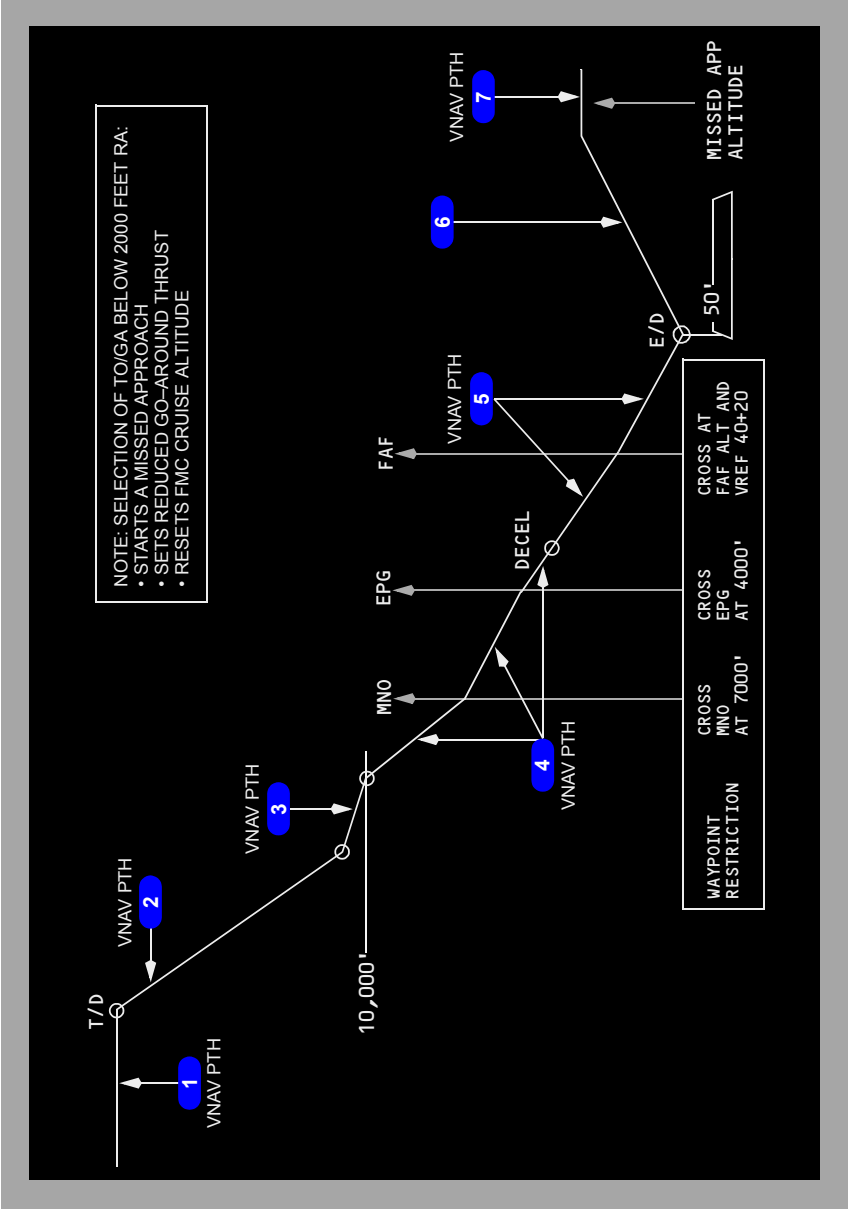 NOTE: SELECTION OF TO/GA BELOW 2000 FEET RA:
• STARTS A MISSED APPROACH
• SETS REDUCED GO–AROUND THRUST
• RESETS FMC CRUISE ALTITUDE
T/D
VNAV PTH
2
1
VNAV PTH
VNAV PTH
3
10,000'
MNO
EPG
FAF
4
VNAV PTH
DECEL
VNAV PTH
5
6
VNAV PTH
7
E/D
50'
MISSED APP
ALTITUDE
WAYPOINT
RESTRICTION
CROSS
MNO
AT 7000'
CROSS
EPG
AT 4000'
CROSS AT
FAF ALT AND
VREF 40+20